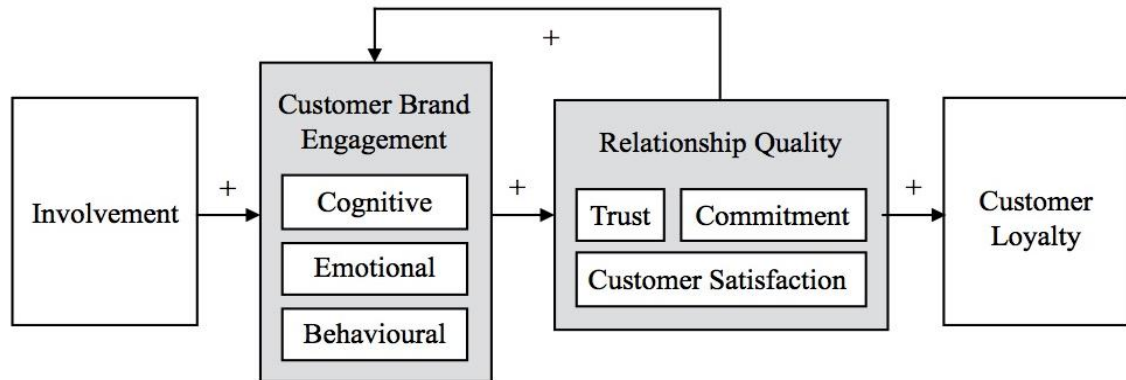 +
Customer Brand
Engagement
Relationship Quality
+
+
+
Involvement
Cognitive
Trust
Commitment
Customer
Loyalty
Emotional
Customer Satisfaction
Behavioural